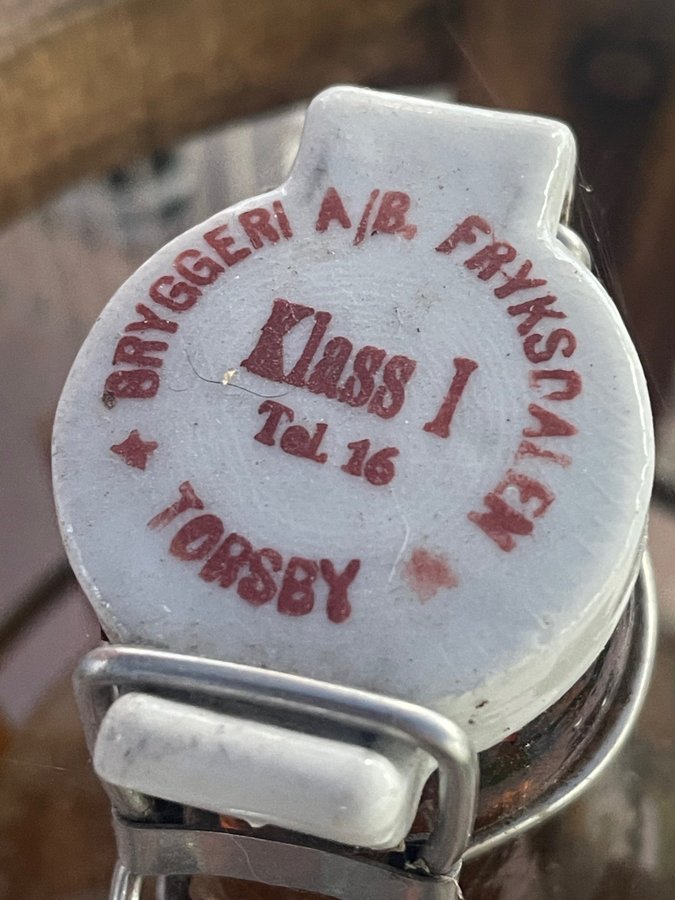 BRYGGERI A/B. FRYKSDALEN
Klass I
Tel. 16
TORSBY